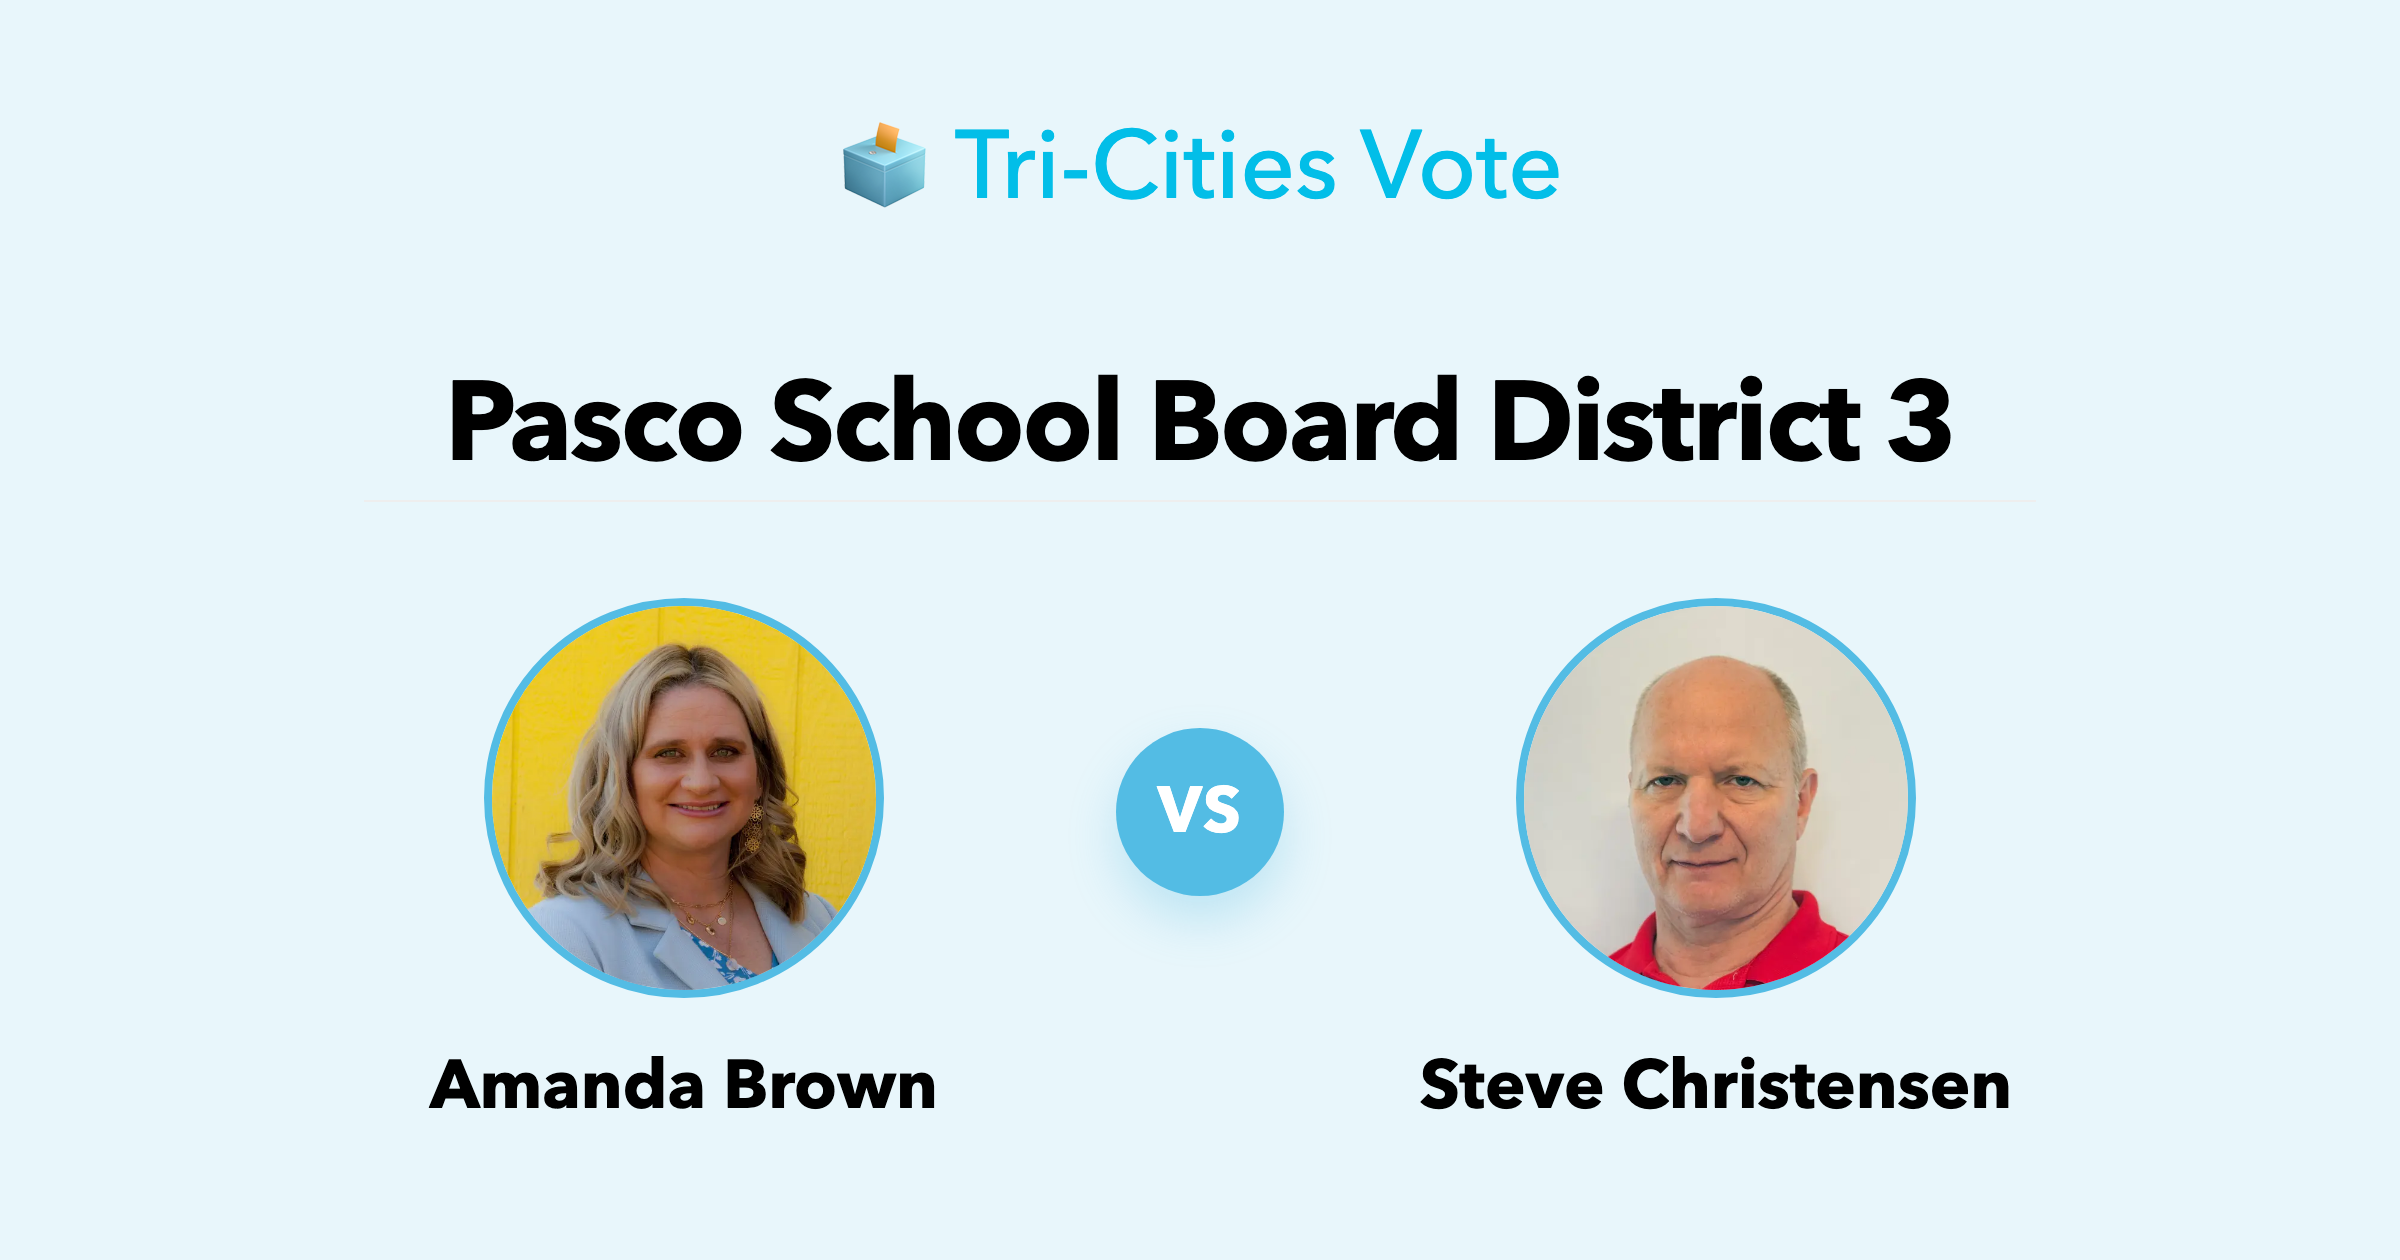 Tri-Cities Vote
Pasco School Board District 3
VS
Amanda Brown
Steve Christensen